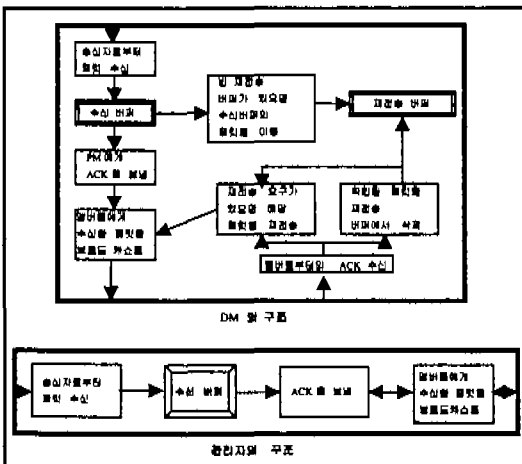 송신자로부터
패킷 수신
수신 버퍼
빈 재전송
버퍼가 있으면
수신버퍼의
패킷을 이동
재전송 버퍼
PM에게
ACK를 보냄
재전송 요구가
있으면 해당
패킷을 재전송
확인된 패킷을
재전송
버퍼에서 삭제
멤버들에게
수신한 패킷을
브로드 캐스트
멤버들부터의 ACK 수신
DM 의 구조
송신자로부터
패킷 수신
수신 버퍼
ACK를 보냄
멤버들에게
수신한 패킷을
브로드캐스트
관리자의 구조